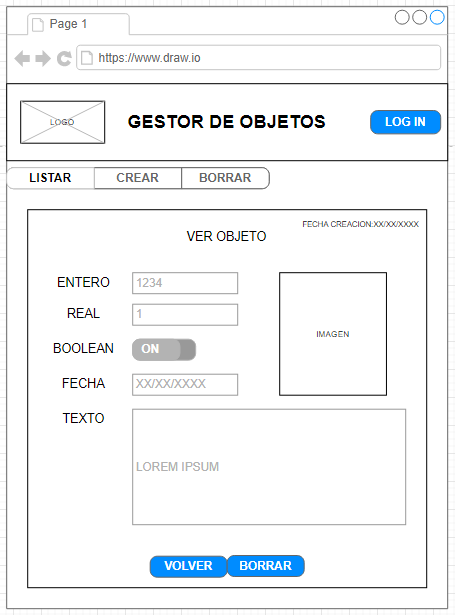 Page 1
https://www.draw.io
LOGO
GESTOR DE OBJETOS
LOG IN
LISTAR
CREAR
BORRAR
FECHA CREACION:XX/XX/XXXX
VER OBJETO
ENTERO
1234
REAL
1
IMAGEN
BOOLEAN
ON
FECHA
XX/XX/XXXX
TEXTO
LOREM IPSUM
VOLVER
BORRAR